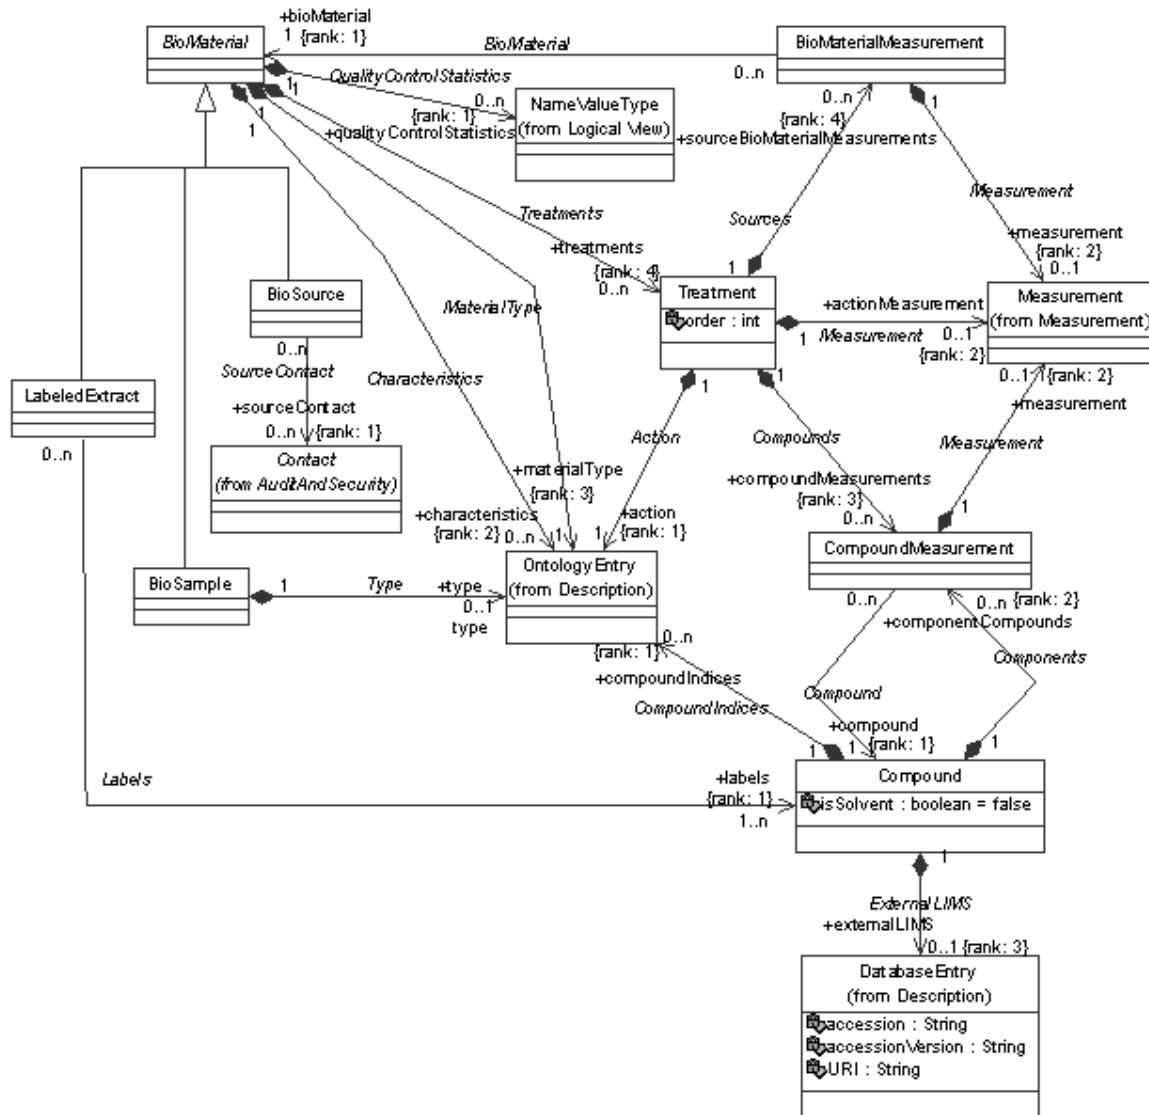 +bioMaterial
1 {rank: 1}
BioMaterial
BioMaterial
BioMaterialMeasurement
0..n
QualityControlStatistics
1
1
1
1
0..n
{rank: 1}
+qualityControlStatistics
NameValueType
(from Logical View)
0..n
{rank: 4}
+sourceBioMaterialMeasurements
1
Measurement
Sources
Treatments
+treatments
{rank: 4}
0..n
1
+measurement
{rank: 2}
0..1
Treatment
order : int
+actionMeasurement
1
Measurement
0..1
{rank: 2}
Measurement
(from Measurement)
BioSource
0..n
MaterialType
SourceContact
+sourceContact
0..n {rank: 1}
Characteristics
LabeledExtract
0..n
Contact
(from AuditAndSecurity)
1
1
0..1
{rank: 2}
+measurement
Action
Compounds
Measurement
+materialType
{rank: 3}
+compoundMeasurements
{rank: 3}
0..n
1
+characteristics
{rank: 2}
0..n
1
+action
1
{rank: 1}
CompoundMeasurement
OntologyEntry
(from Description)
BioSample
1
Type
+type
0..1
type
0..n
0..n
{rank: 2}
+componentCompounds
0..n
{rank: 1}
+compoundIndices
CompoundIndices
Components
Compound
+compound
1
1
{rank: 1}
1
Labels
+labels
{rank: 1}
1..n
Compound
isSolvent : boolean = false
1
ExternalLIMS
+externalLIMS
0..1 {rank: 3}
DatabaseEntry
(from Description)
accession : String
accessionVersion : String
URI : String